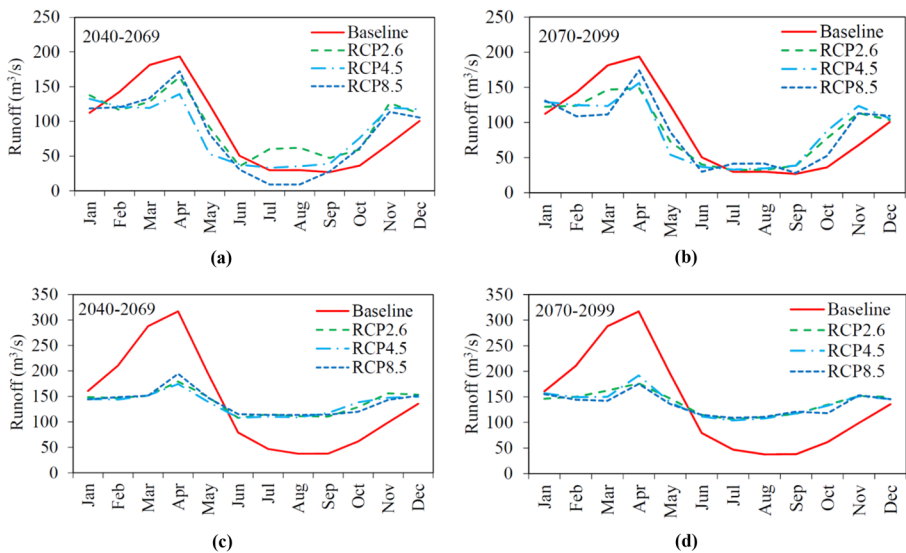 250
200
150
100
50
0
Runoff (m³/s)
2040-2069
Baseline
RCP2.6
RCP4.5
RCP8.5
Jan
Feb
Mar
Apr
May
Jun
Jul
Aug
Sep
Oct
Nov
Dec
(a)
250
200
150
100
50
0
Runoff (m³/s)
2070-2099
Baseline
RCP2.6
RCP4.5
RCP8.5
Jan
Feb
Mar
Apr
May
Jun
Jul
Aug
Sep
Oct
Nov
Dec
(b)
350
300
250
200
150
100
50
0
Runoff (m³/s)
2040-2069
Baseline
RCP2.6
RCP4.5
RCP8.5
Jan
Feb
Mar
Apr
May
Jun
Jul
Aug
Sep
Oct
Nov
Dec
(c)
350
300
250
200
150
100
50
0
Runoff (m³/s)
2070-2099
Baseline
RCP2.6
RCP4.5
RCP8.5
Jan
Feb
Mar
Apr
May
Jun
Jul
Aug
Sep
Oct
Nov
Dec
(d)